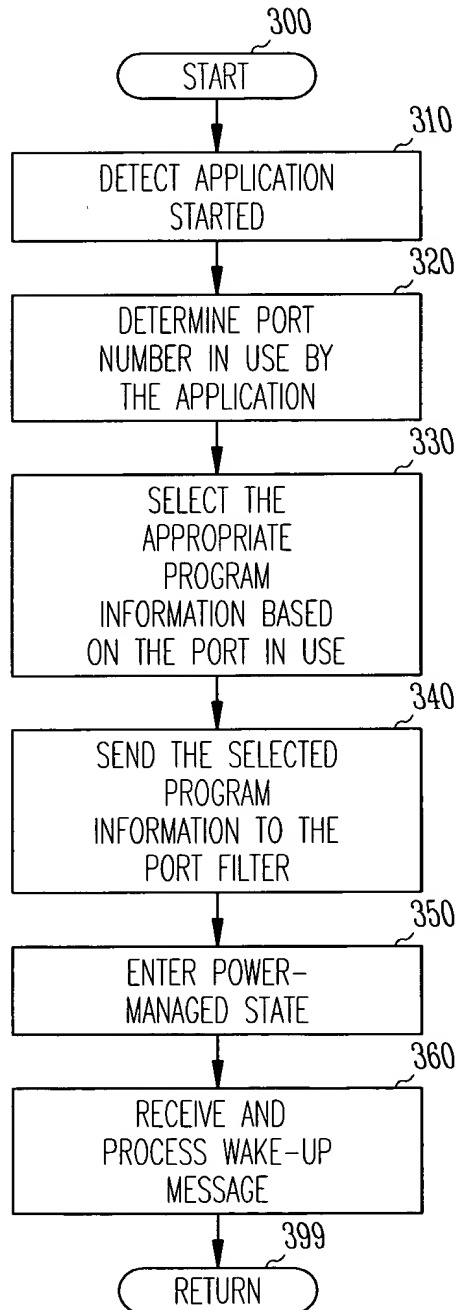 300
START
310
DETECT APPLICATION
STARTED
320
DETERMINE PORT
NUMBER IN USE BY
THE APPLICATION
330
SELECT THE
APPROPRIATE
PROGRAM
INFORMATION BASED
ON THE PORT IN USE
340
SEND THE SELECTED
PROGRAM
INFORMATION TO THE
PORT FILTER
350
ENTER POWER-
MANAGED STATE
360
RECEIVE AND
PROCESS WAKE-UP
MESSAGE
399
RETURN